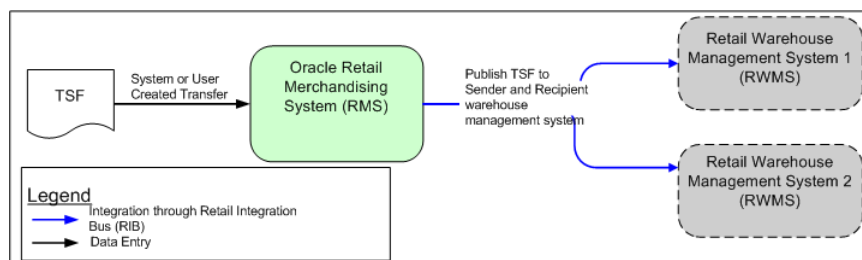 TSF
System or User
Created Transfer
Oracle Retail
Merchandising
System (RMS)
Publish TSF to
Sender and Recipient
warehouse
management system
Retail Warehouse
Management System 1
(RWMS)
Retail Warehouse
Management System 2
(RWMS)
Legend
Integration through Retail Integration
Bus (RIB)
Data Entry